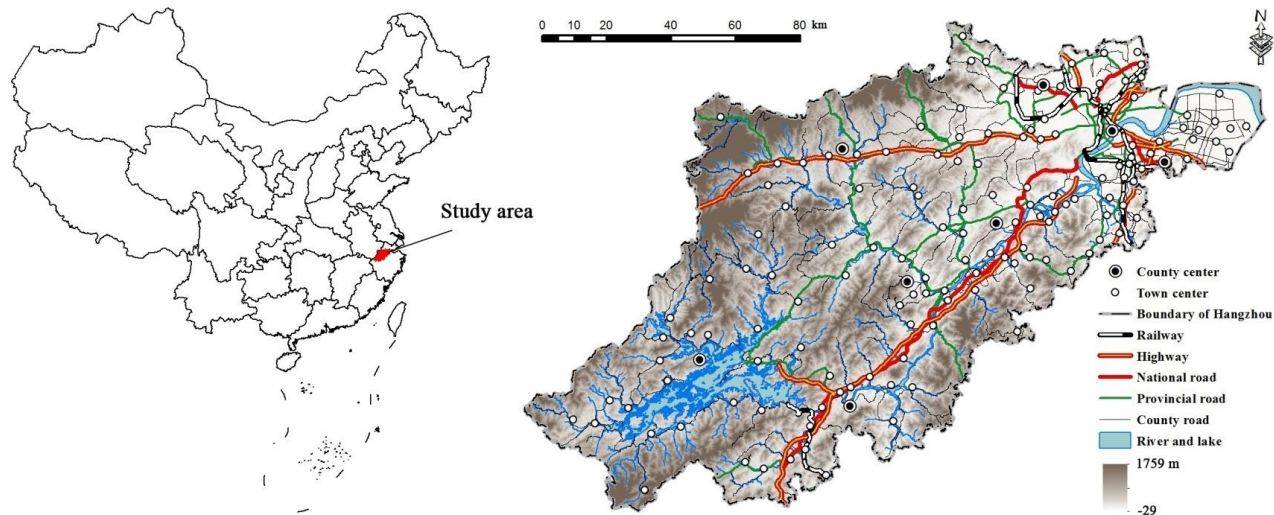 Study area
0 10 20 40 60 80 km
N
County center
Town center
Boundary of Hangzhou
Railway
Highway
National road
Provincial road
County road
River and lake
1759 m
-29